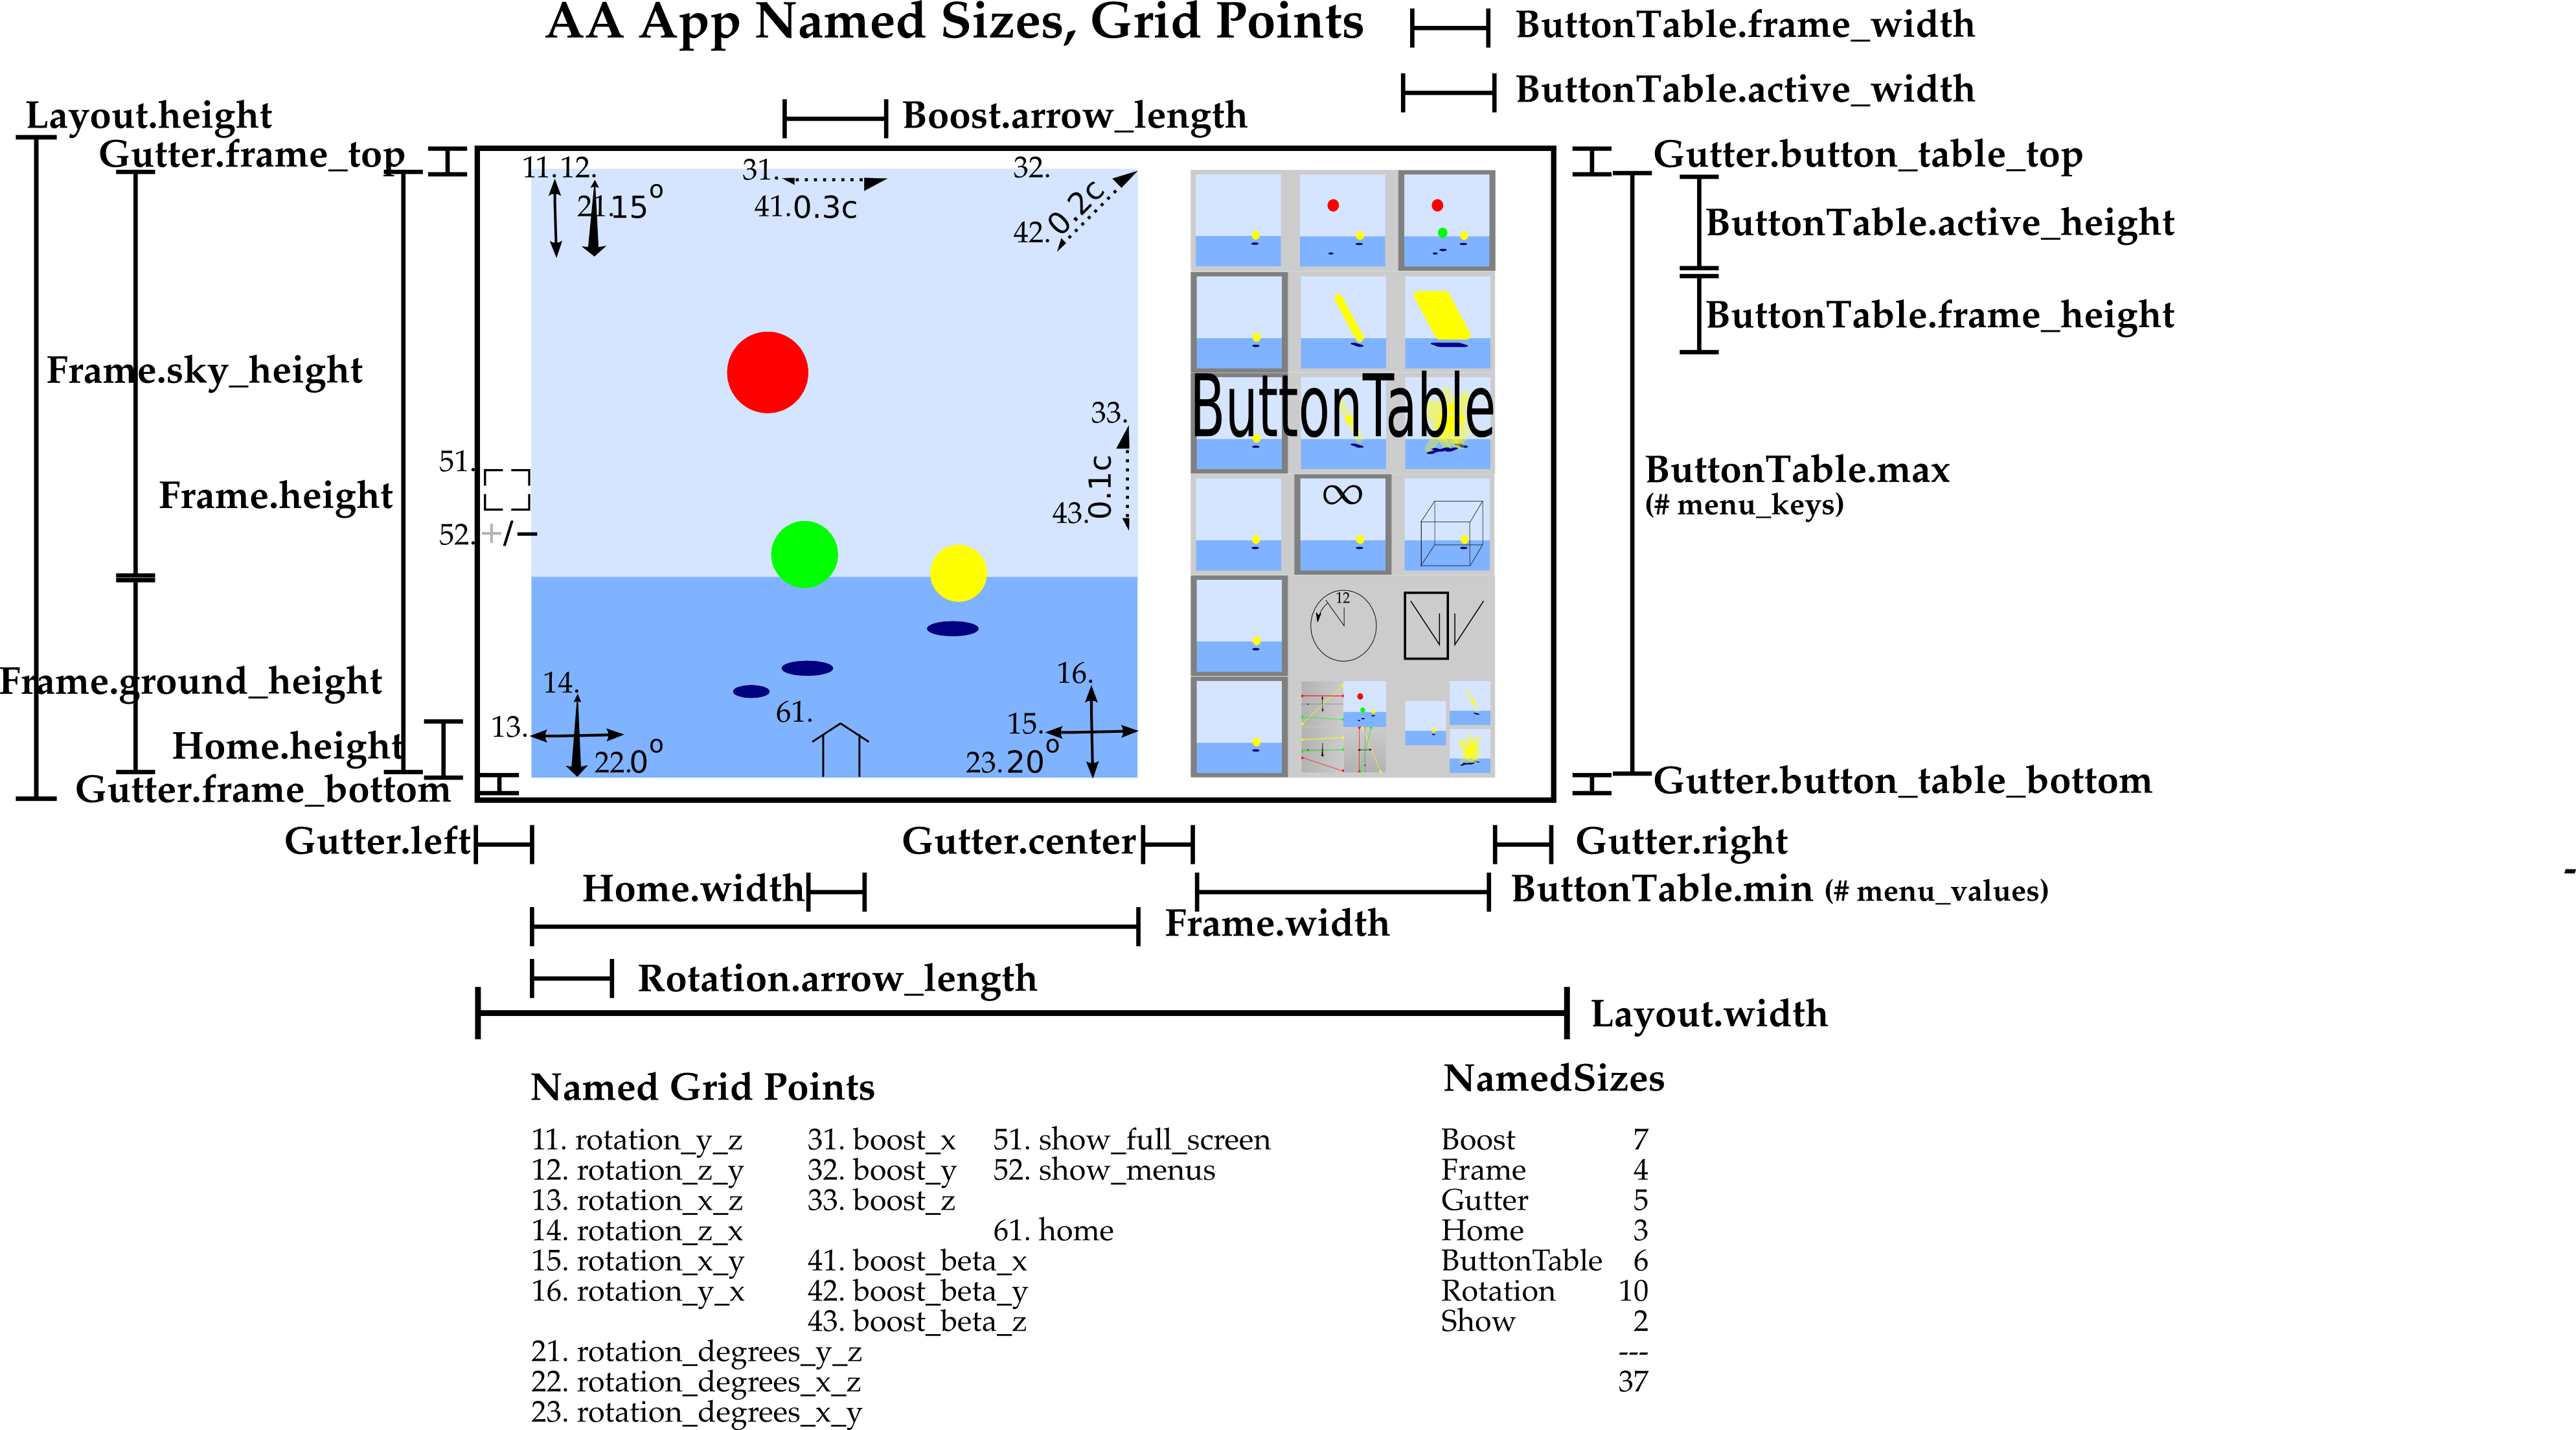 AA App Named Sizes, Grid Points
ButtonTable.frame_width
ButtonTable.active_width
Layout.height
Boost.arrow_length
Gutter.frame_top
Gutter.button_table_top
11. 12.
31.
32.
21. 15o
41. 0.3c
42. 0.2c
ButtonTable.active_height
ButtonTable.frame_height
Frame.sky_height
ButtonTable
33.
51.
Frame.height
43. 0.1c
∞
ButtonTable.max
(# menu_keys)
52. +/−
12
Frame.ground_height
14.
16.
13.
61.
15.
Home.height
22. 0o
23. 20o
Gutter.frame_bottom
Gutter.button_table_bottom
Gutter.left
Gutter.center
Gutter.right
Home.width
ButtonTable.min (# menu_values)
Frame.width
Rotation.arrow_length
Layout.width
Named Grid Points
11. rotation_y_z
12. rotation_z_y
13. rotation_x_z
14. rotation_z_x
15. rotation_x_y
16. rotation_y_x
21. rotation_degrees_y_z
22. rotation_degrees_x_z
23. rotation_degrees_x_y
31. boost_x
32. boost_y
33. boost_z
41. boost_beta_x
42. boost_beta_y
43. boost_beta_z
51. show_full_screen
52. show_menus
61. home
NamedSizes
Boost 7
Frame 4
Gutter 5
Home 3
ButtonTable 6
Rotation 10
Show 2
---
37
-